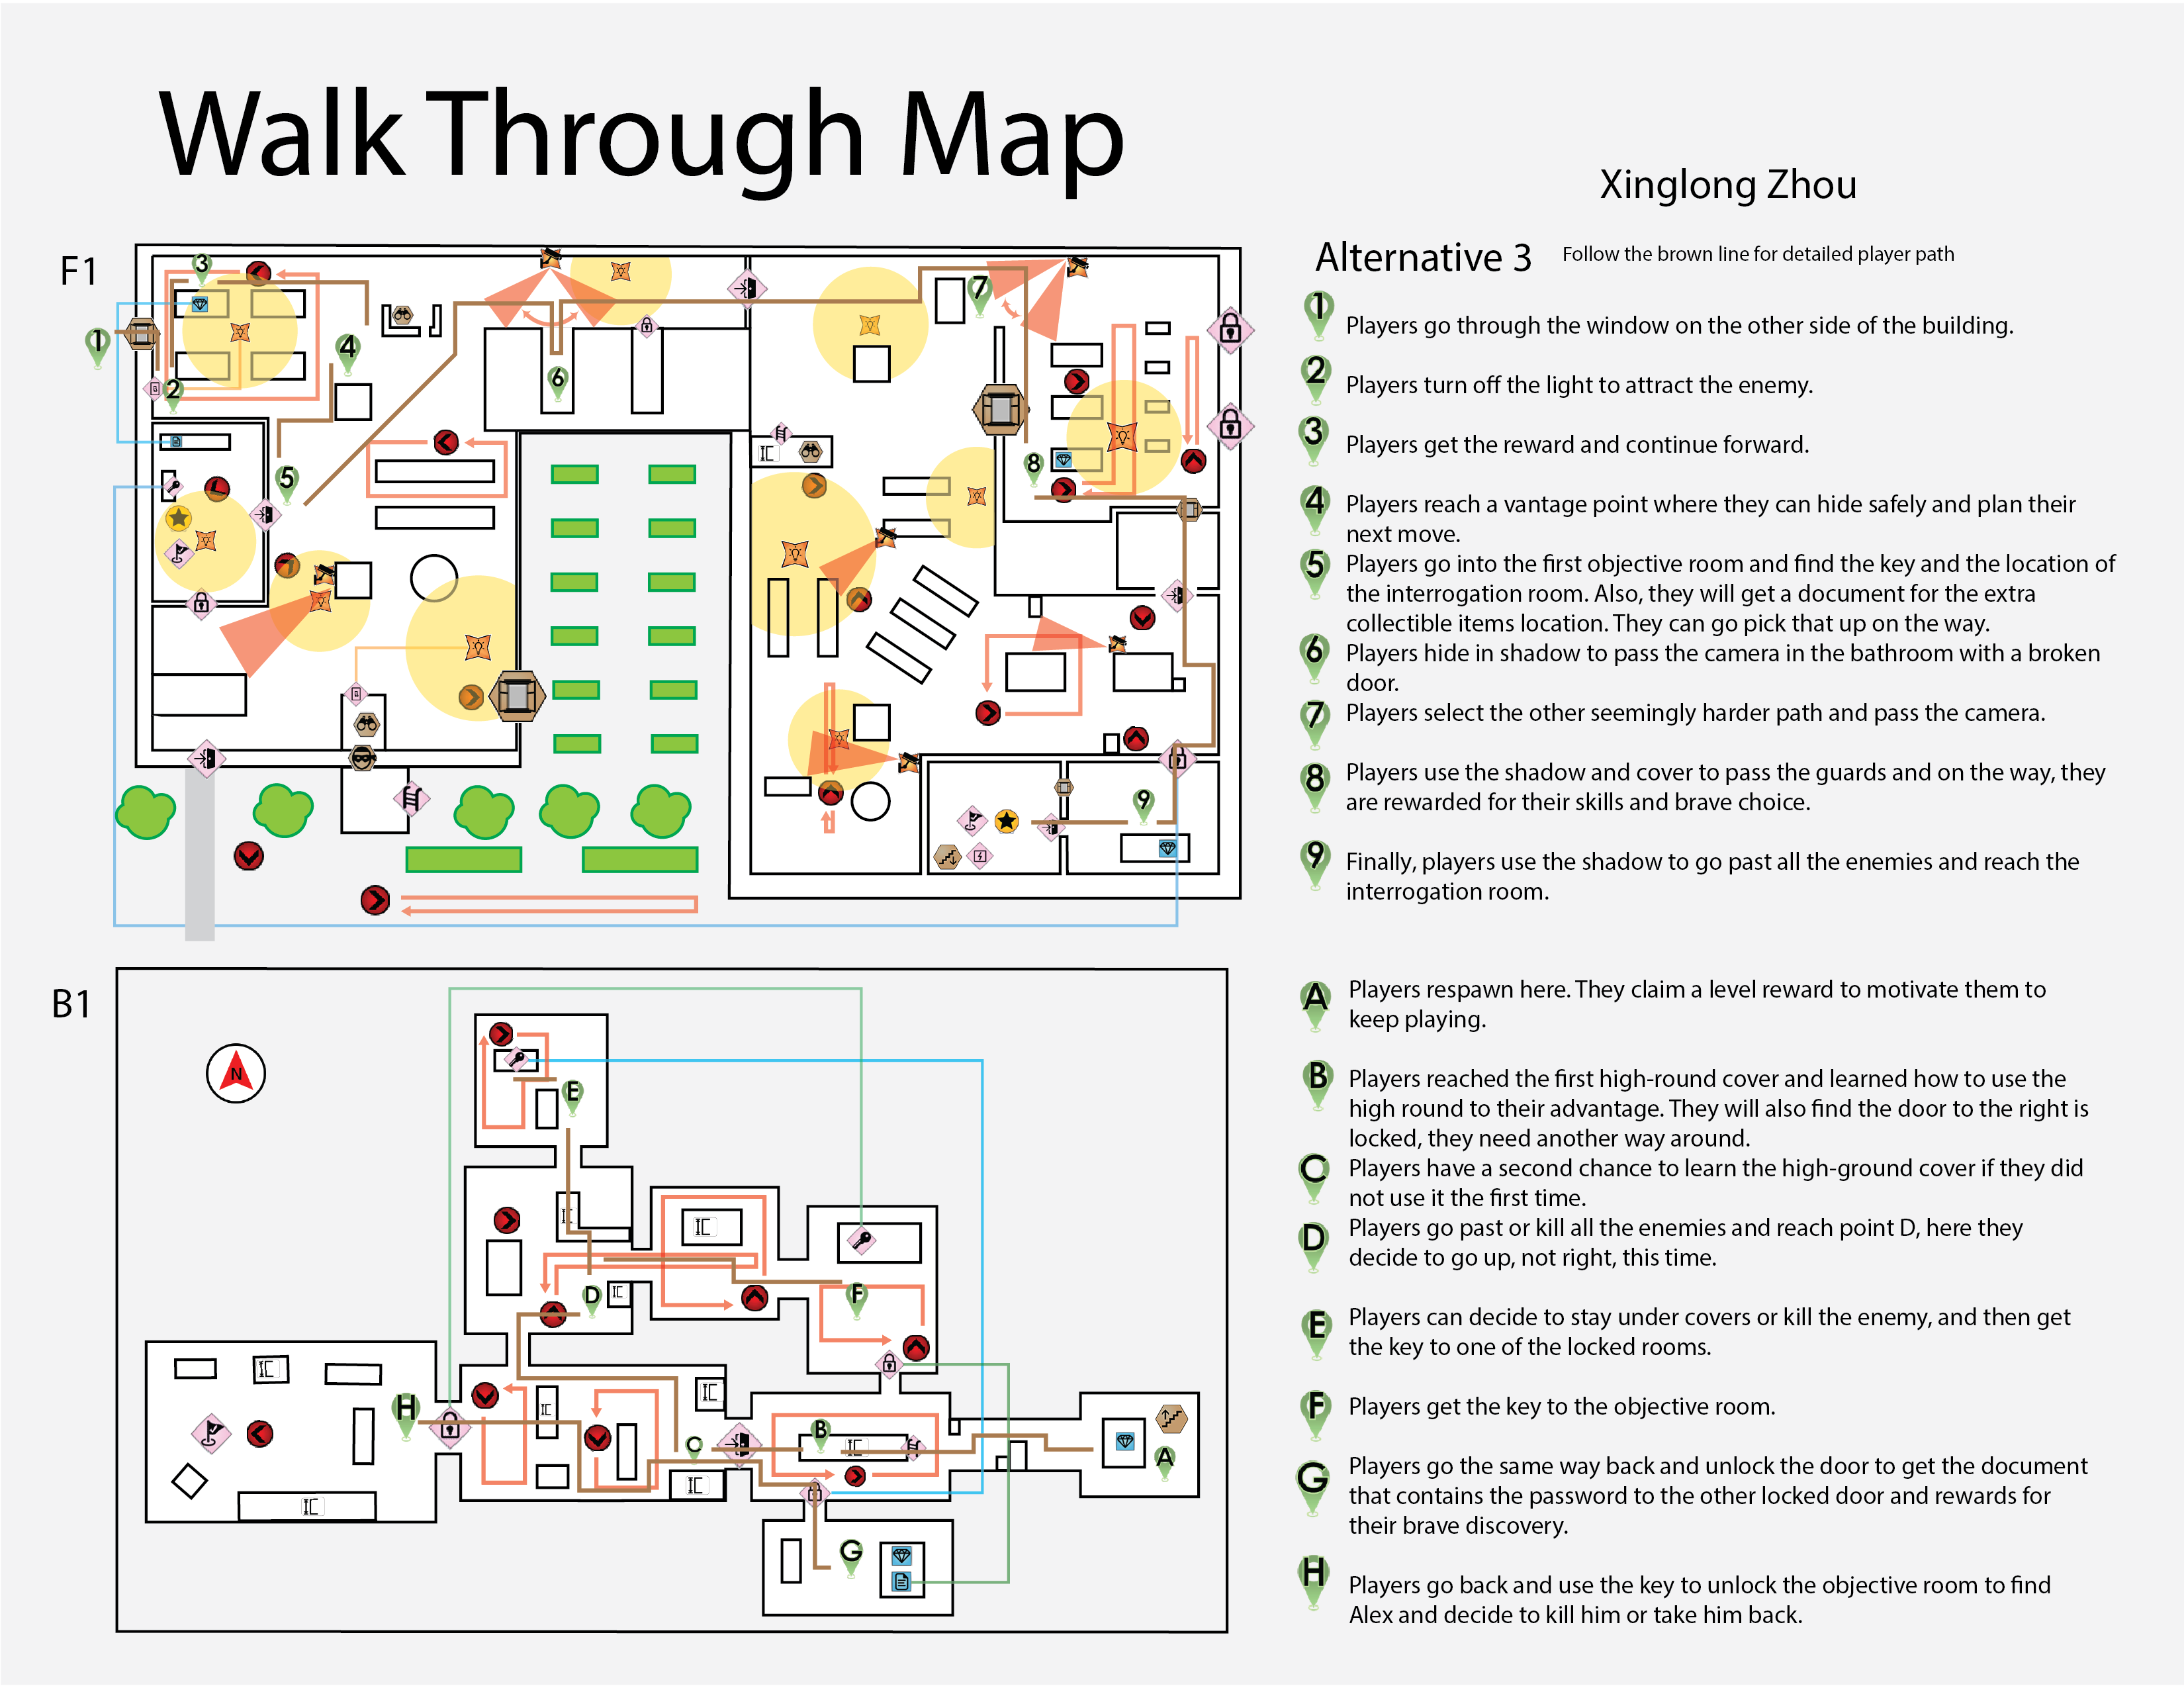 Walk Through Map
Xinglong Zhou
Alternative 3
Follow the brown line for detailed player path
F1
1
2
3
4
5
6
7
8
9
1
Players go through the window on the other side of the building.
2
Players turn off the light to attract the enemy.
3
Players get the reward and continue forward.
4
Players reach a vantage point where they can hide safely and plan their
next move.
5
Players go into the first objective room and find the key and the location of
the interrogation room. Also, they will get a document for the extra
collectible items location. They can go pick that up on the way.
6
Players hide in shadow to pass the camera in the bathroom with a broken
door.
7
Players select the other seemingly harder path and pass the camera.
8
Players use the shadow and cover to pass the guards and on the way, they
are rewarded for their skills and brave choice.
9
Finally, players use the shadow to go past all the enemies and reach the
interrogation room.
B1
N
E
D
F
H
C
B
A
G
A
Players respawn here. They claim a level reward to motivate them to
keep playing.
B
Players reached the first high-round cover and learned how to use the
high round to their advantage. They will also find the door to the right is
locked, they need another way around.
C
Players have a second chance to learn the high-ground cover if they did
not use it the first time.
D
Players go past or kill all the enemies and reach point D, here they
decide to go up, not right, this time.
E
Players can decide to stay under covers or kill the enemy, and then get
the key to one of the locked rooms.
F
Players get the key to the objective room.
G
Players go the same way back and unlock the door to get the document
that contains the password to the other locked door and rewards for
their brave discovery.
H
Players go back and use the key to unlock the objective room to find
Alex and decide to kill him or take him back.